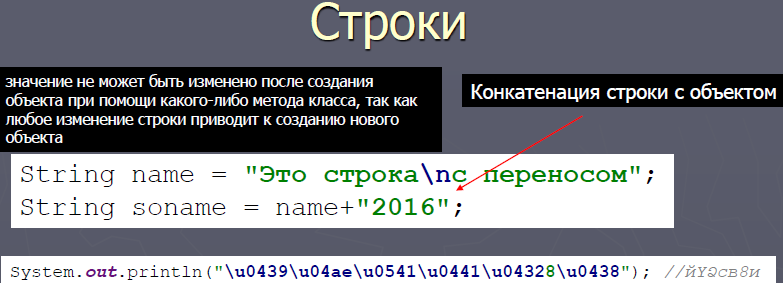 Строки
значение не может быть изменено после создания
объекта при помощи какого-либо метода класса, так как
любое изменение строки приводит к созданию нового
объекта
Конкатенация строки с объектом
String name = "Это строка\nс переносом";
String soname = name+"2016";
System.out.println("\u0439\u04ae\u0541\u0441\u04328\u0438"); //йҮՁсв8и